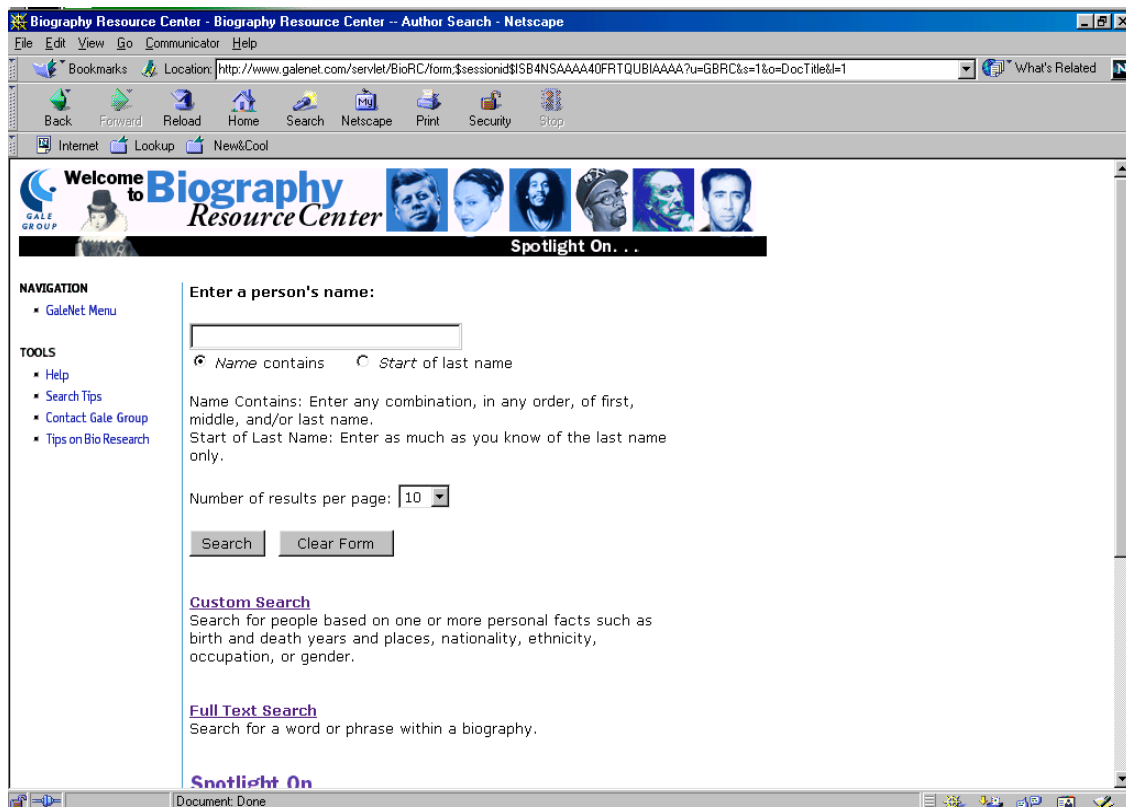 Biography Resource Center - Biography Resource Center -- Author Search - Netscape
File Edit View Go Communicator Help
Bookmarks Location: http://www.galenet.com/servlet/BioRC/form;$sessionid$ISB4NSAAAA40FRTQUBIAAAA?u=GBRC&s=1&o=DocTitle&l=1 What's Related N
Back Forward Reload Home Search Netscape Print Security Stop
My
Internet Lookup New&Cool
Welcome to Biography Resource Center
GALE GROUP
Spotlight On. . .
NAVIGATION
GaleNet Menu
TOOLS
Help
Search Tips
Contact Gale Group
Tips on Bio Research
Enter a person's name:
Name contains Start of last name
Name Contains: Enter any combination, in any order, of first,
middle, and/or last name.
Start of Last Name: Enter as much as you know of the last name
only.
Number of results per page: 10
Search Clear Form
Custom Search
Search for people based on one or more personal facts such as
birth and death years and places, nationality, ethnicity,
occupation, or gender.
Full Text Search
Search for a word or phrase within a biography.
Spotlight On
Document: Done